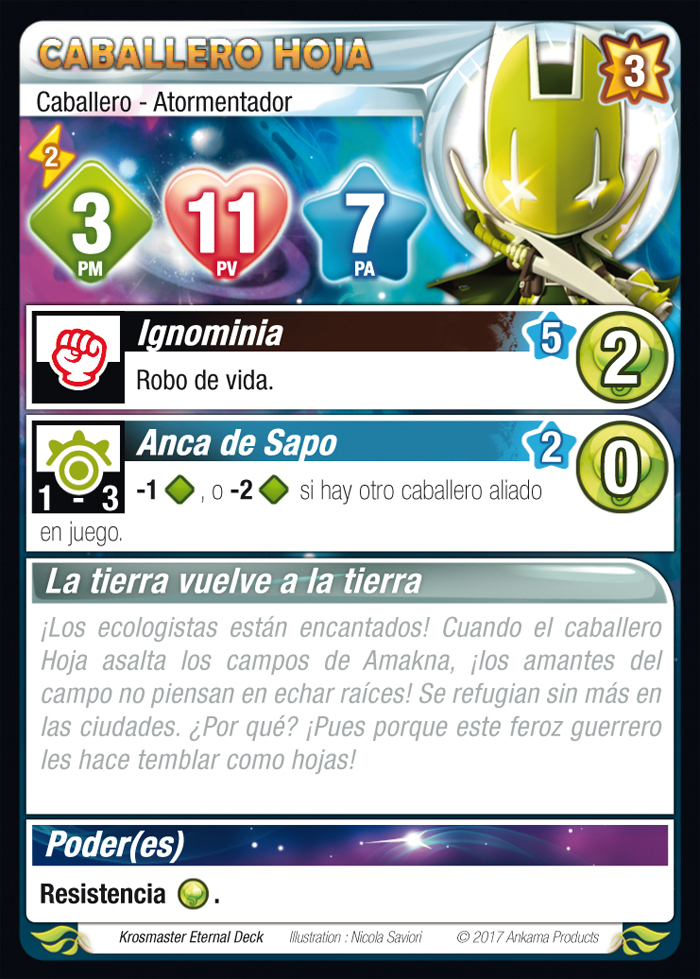 CABALLERO HOJA
3
Caballero - Atormentador
2
3
PM
11
PV
7
PA
Ignominia
5
2
Robo de vida.
Anca de Sapo
2
0
1 - 3
-1 , o -2 si hay otro caballero aliado
en juego.
La tierra vuelve a la tierra
¡Los ecologistas están encantados! Cuando el caballero
Hoja asalta los campos de Amakna, ¡los amantes del
campo no piensan en echar raíces! Se refugian sin más en
las ciudades. ¿Por qué? ¡Pues porque este feroz guerrero
les hace temblar como hojas!
Poder(es)
Resistencia .
Krosmaster Eternal Deck Illustration : Nicola Saviori © 2017 Ankama Products